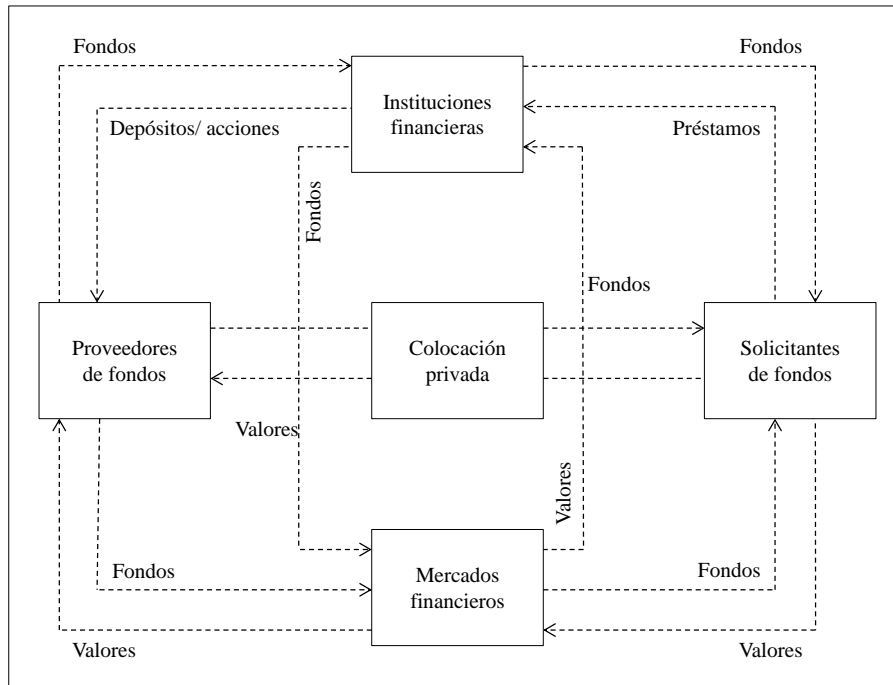 Fondos
Fondos
Instituciones
financieras
Depósitos/ acciones
Préstamos
Fondos
Fondos
Proveedores
de fondos
Colocación
privada
Solicitantes
de fondos
Valores
Valores
Mercados
financieros
Fondos
Fondos
Valores
Valores